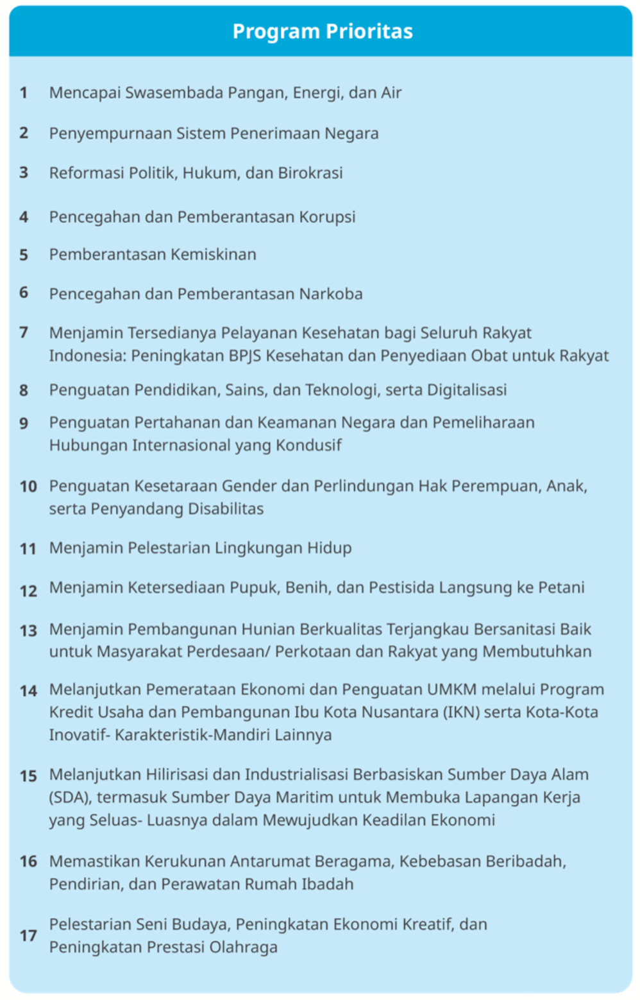 Program Prioritas
1 Mencapai Swasembada Pangan, Energi, dan Air
2 Penyempurnaan Sistem Penerimaan Negara
3 Reformasi Politik, Hukum, dan Birokrasi
4 Pencegahan dan Pemberantasan Korupsi
5 Pemberantasan Kemiskinan
6 Pencegahan dan Pemberantasan Narkoba
7 Menjamin Tersedianya Pelayanan Kesehatan bagi Seluruh Rakyat
Indonesia: Peningkatan BPJS Kesehatan dan Penyediaan Obat untuk Rakyat
8 Penguatan Pendidikan, Sains, dan Teknologi, serta Digitalisasi
9 Penguatan Pertahanan dan Keamanan Negara dan Pemeliharaan
Hubungan Internasional yang Kondusif
10 Penguatan Kesetaraan Gender dan Perlindungan Hak Perempuan, Anak,
serta Penyandang Disabilitas
11 Menjamin Pelestarian Lingkungan Hidup
12 Menjamin Ketersediaan Pupuk, Benih, dan Pestisida Langsung ke Petani
13 Menjamin Pembangunan Hunian Berkualitas Terjangkau Bersanitasi Baik
untuk Masyarakat Perdesaan/ Perkotaan dan Rakyat yang Membutuhkan
14 Melanjutkan Pemerataan Ekonomi dan Penguatan UMKM melalui Program
Kredit Usaha dan Pembangunan Ibu Kota Nusantara (IKN) serta Kota-Kota
Inovatif- Karakteristik-Mandiri Lainnya
15 Melanjutkan Hilirisasi dan Industrialisasi Berbasiskan Sumber Daya Alam
(SDA), termasuk Sumber Daya Maritim untuk Membuka Lapangan Kerja
yang Seluas- Luasnya dalam Mewujudkan Keadilan Ekonomi
16 Memastikan Kerukunan Antarumat Beragama, Kebebasan Beribadah,
Pendirian, dan Perawatan Rumah Ibadah
17 Pelestarian Seni Budaya, Peningkatan Ekonomi Kreatif, dan
Peningkatan Prestasi Olahraga